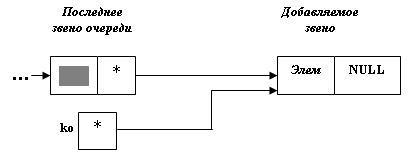 Последнее
звено очереди
Добавляемое
звено
... * Элем NULL
ko *